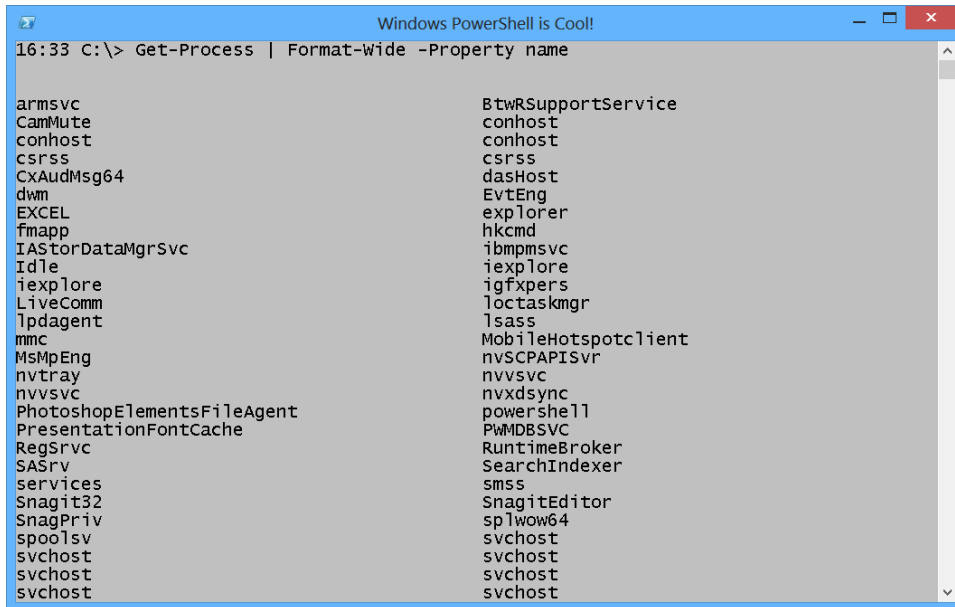 Windows PowerShell is Cool!
16:33 C:\> Get-Process | Format-Wide -Property name
armsvc BtwRSupportService
CamMute conhost
conhost conhost
csrss csrss
CxAudMsg64 dasHost
dwm EvtEng
EXCEL explorer
fmapp hkcmd
IAStorDataMgrSvc ibmpmsvc
Idle iexplore
iexplore igfxpers
LiveComm loctaskmgr
lpdagent lsass
mmc MobileHotspotclient
MsMpEng nvSCPAPISvr
nvtray nvvsvc
nvvsvc nvxdsync
PhotoshopElementsFileAgent powershell
PresentationFontCache PWMDBSVC
RegSrvc RuntimeBroker
SASrv SearchIndexer
services smss
Snagit32 SnagitEditor
SnagPriv splwow64
spoolsv svchost
svchost svchost
svchost svchost
svchost svchost